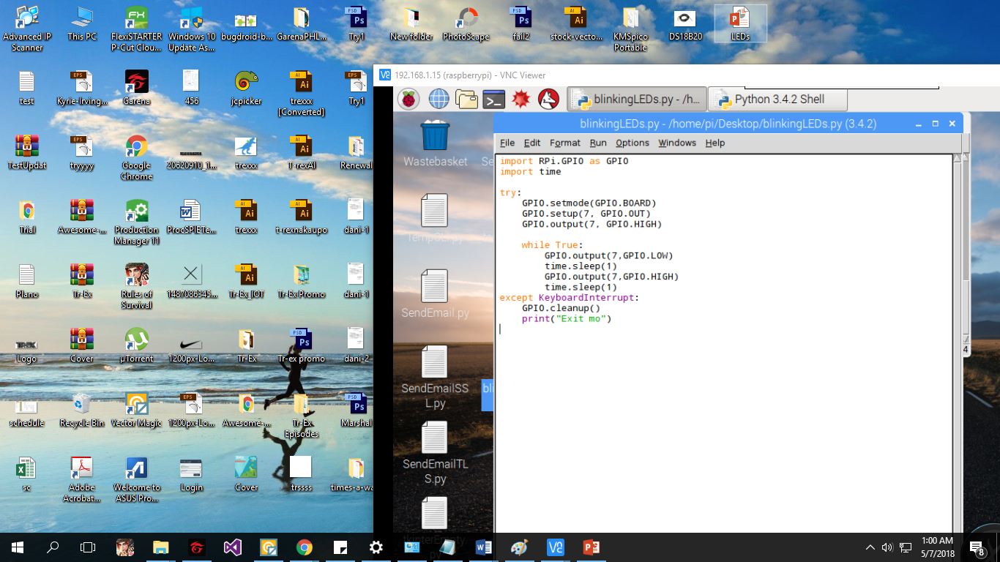 Advanced IP Scanner
This PC
FlexiSTARTER P-Cut Clou...
Windows 10 Update As...
bugdroid-b...
GarenaPHL...
Try1
New folder
PhotoScape
fail2
stock-vecto...
KMSpico Portable
DS18B20
LEDs
test
Kyrie-Irving...
Garena
456
jcpicker
trexxx [Converted]
Try1
TestUpdat
tryyyy
Google Chrome
20620910_1...
trexxx
T-rexAI
Renewal
Trial
Awesome-...
Production Manager 11
ProcSPIETe...
trexxx
t-rexnakaupo
dani-1
Plano
Tr-Ex
Rules of Survival
1487086345...
Tr-Ex_IOT
Tr-Ex Promo
dani-1
Logo
Cover
µTorrent
1200px-Lo...
Tr-Ex
Tr-ex promo
dani-2
schedule
Recycle Bin
Vector Magic
1200px-Lo...
Awesome-...
Tr-Ex Episodes
Marshal
sc
Adobe Acrobat...
Welcome to ASUS Pro...
Login
Cover
trssss
times-a-wa
192.168.1.15 (raspberrypi) - VNC Viewer
blinkingLEDs.py - /h...
Python 3.4.2 Shell
Wastebasket
SendEmail.py
SendEmailSS
L.py
SendEmailTL
S.py
blinkingLEDs.py - /home/pi/Desktop/blinkingLEDs.py (3.4.2)
File Edit Format Run Options Windows Help
import RPi.GPIO as GPIO
import time
try:
GPIO.setmode(GPIO.BOARD)
GPIO.setup(7, GPIO.OUT)
GPIO.output(7, GPIO.HIGH)
while True:
GPIO.output(7,GPIO.LOW)
time.sleep(1)
GPIO.output(7,GPIO.HIGH)
time.sleep(1)
except KeyboardInterrupt:
GPIO.cleanup()
print("Exit mo")
4
1:00 AM
5/7/2018
8